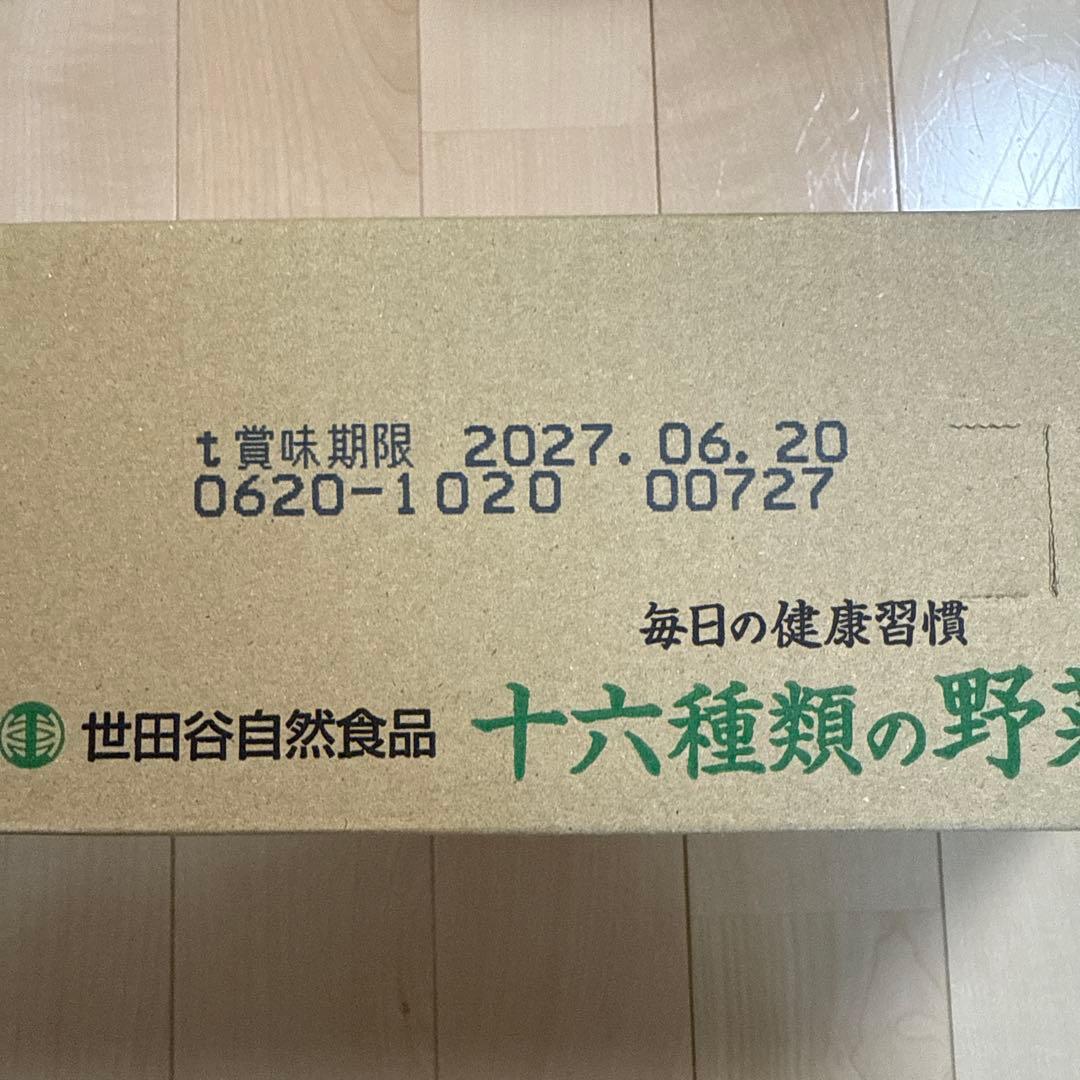 t賞味期限 2027.06.20
0620-1020 00727
毎日の健康習慣
世田谷自然食品 十六種類の野菜